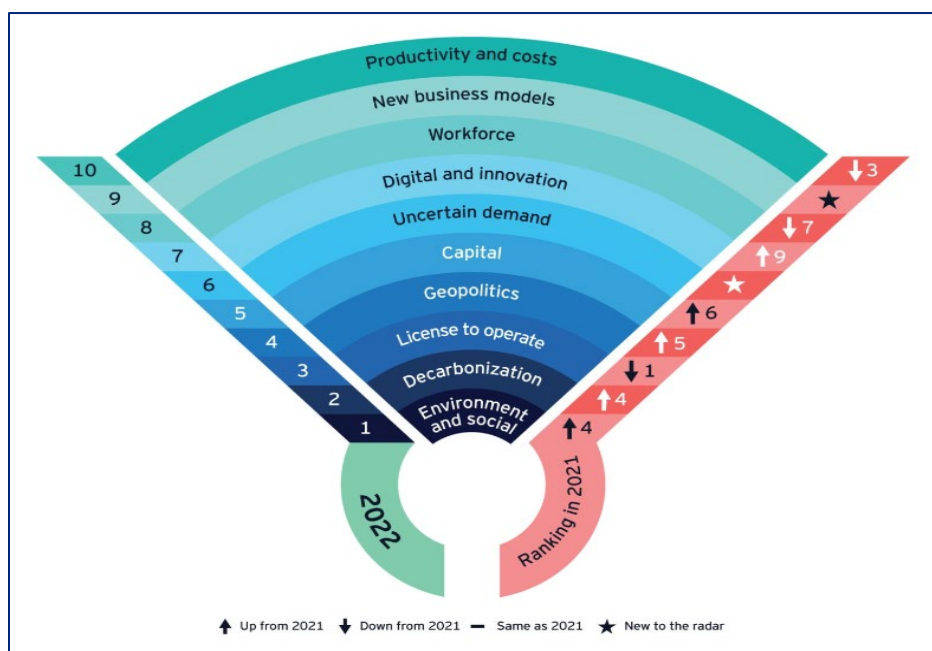 Productivity and costs
New business models
Workforce
Digital and innovation
Uncertain demand
Capital
Geopolitics
License to operate
Decarbonization
Environment
and social
10
9
8
7
6
5
4
3
2
1
2022
3
7
9
6
5
1
4
4
Ranking in 2021
Up from 2021 Down from 2021 Same as 2021 New to the radar